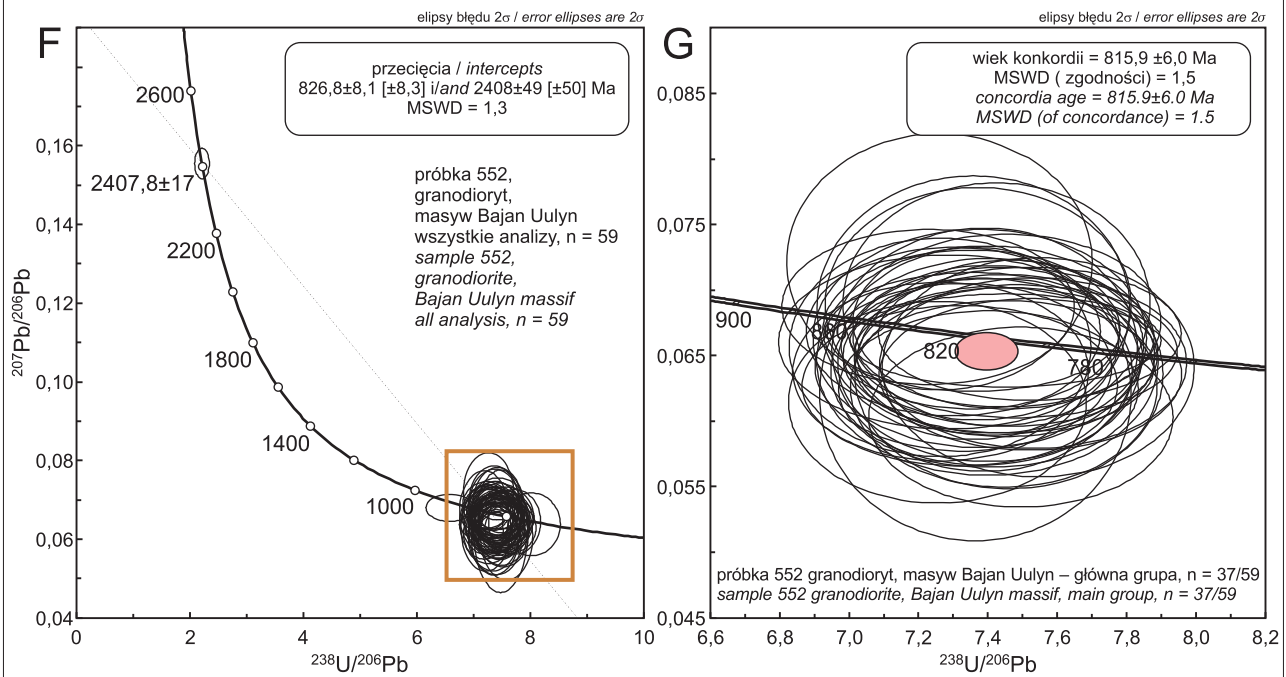 elipsy błędu 2σ / error ellipses are 2σ
F
przecięcia / intercepts
826,8±8,1 [±8,3] i/and 2408±49 [±50] Ma
MSWD = 1,3
próbka 552,
granodioryt,
masyw Bajan Uulyn
wszystkie analizy, n = 59
sample 552,
granodiorite,
Bajan Uulyn massif
all analysis, n = 59
2600
2407,8±17
2200
1800
1400
1000
0,16
0,14
0,12
0,10
0,08
0,06
0,04
²⁰⁷Pb/²⁰⁶Pb
0 2 4 6 8 10
²³⁸U/²⁰⁶Pb
elipsy błędu 2σ / error ellipses are 2σ
G
wiek konkordii = 815,9 ±6,0 Ma
MSWD ( zgodności) = 1,5
concordia age = 815.9±6.0 Ma
MSWD (of concordance) = 1.5
0,085
0,075
0,065
0,055
0,045
900
860
820
780
próbka 552 granodioryt, masyw Bajan Uulyn – główna grupa, n = 37/59
sample 552 granodiorite, Bajan Uulyn massif, main group, n = 37/59
6,6 7,0 7,2 7,4 7,6 7,8 8,0 8,2
²³⁸U/²⁰⁶Pb